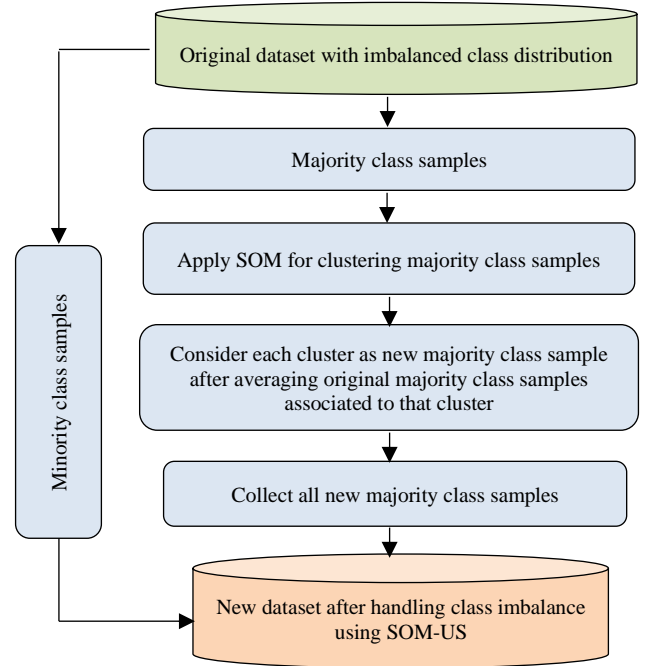 Original dataset with imbalanced class distribution
Majority class samples
Apply SOM for clustering majority class samples
Minority class samples
Consider each cluster as new majority class sample
after averaging original majority class samples
associated to that cluster
Collect all new majority class samples
New dataset after handling class imbalance
using SOM-US